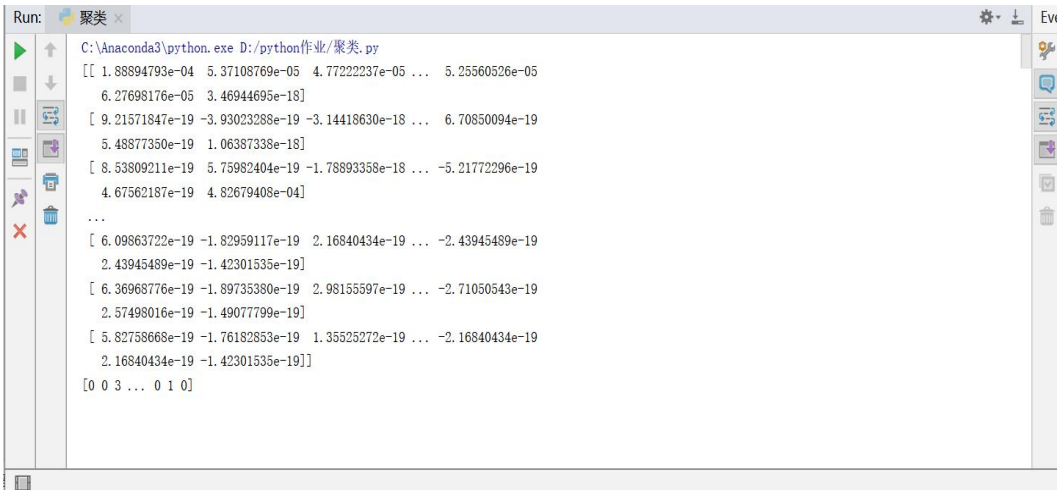 Run: 聚类 Eve
C:\Anaconda3\python.exe D:/python作业/聚类.py
[[ 1.88894793e-04 5.37108769e-05 4.77222237e-05 ... 5.25560526e-05
6.27698176e-05 3.46944695e-18]
[ 9.21571847e-19 -3.93023288e-19 -3.14418630e-18 ... 6.70850094e-19
5.48877350e-19 1.06387338e-18]
[ 8.53809211e-19 5.75982404e-19 -1.78893358e-18 ... -5.21772296e-19
4.67562187e-19 4.82679408e-04]
...
[ 6.09863722e-19 -1.82959117e-19 2.16840434e-19 ... -2.43945489e-19
2.43945489e-19 -1.42301535e-19]
[ 6.36968776e-19 -1.89735380e-19 2.98155597e-19 ... -2.71050543e-19
2.57498016e-19 -1.49077799e-19]
[ 5.82758668e-19 -1.76182853e-19 1.35525272e-19 ... -2.16840434e-19
2.16840434e-19 -1.42301535e-19]]
[0 0 3 ... 0 1 0]